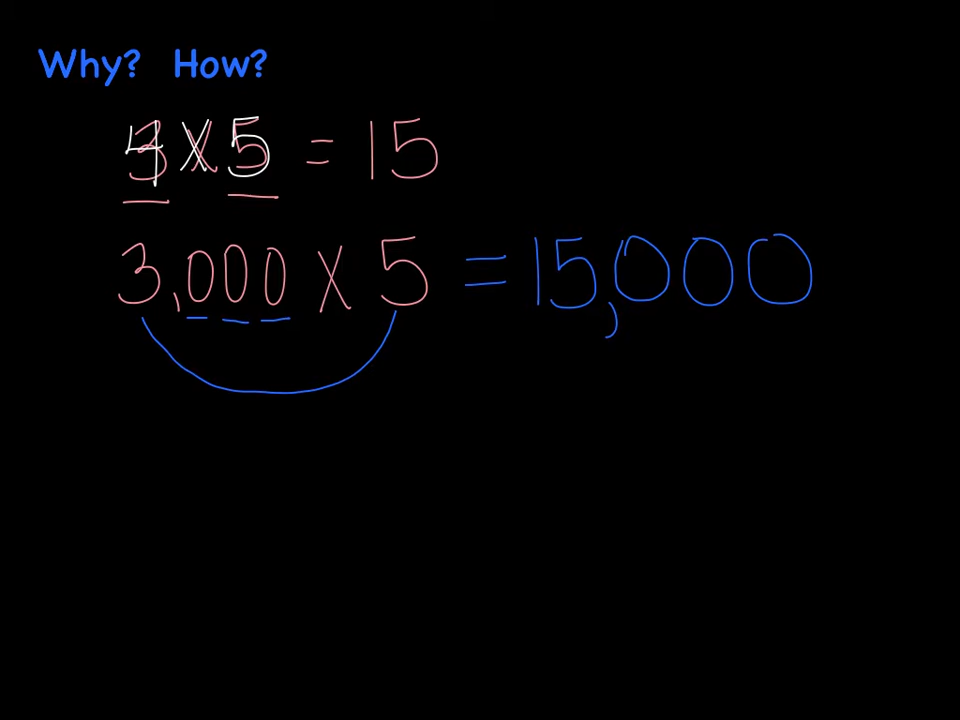 Why? How?
3 x 5 = 15
3,000 x 5 = 15,000